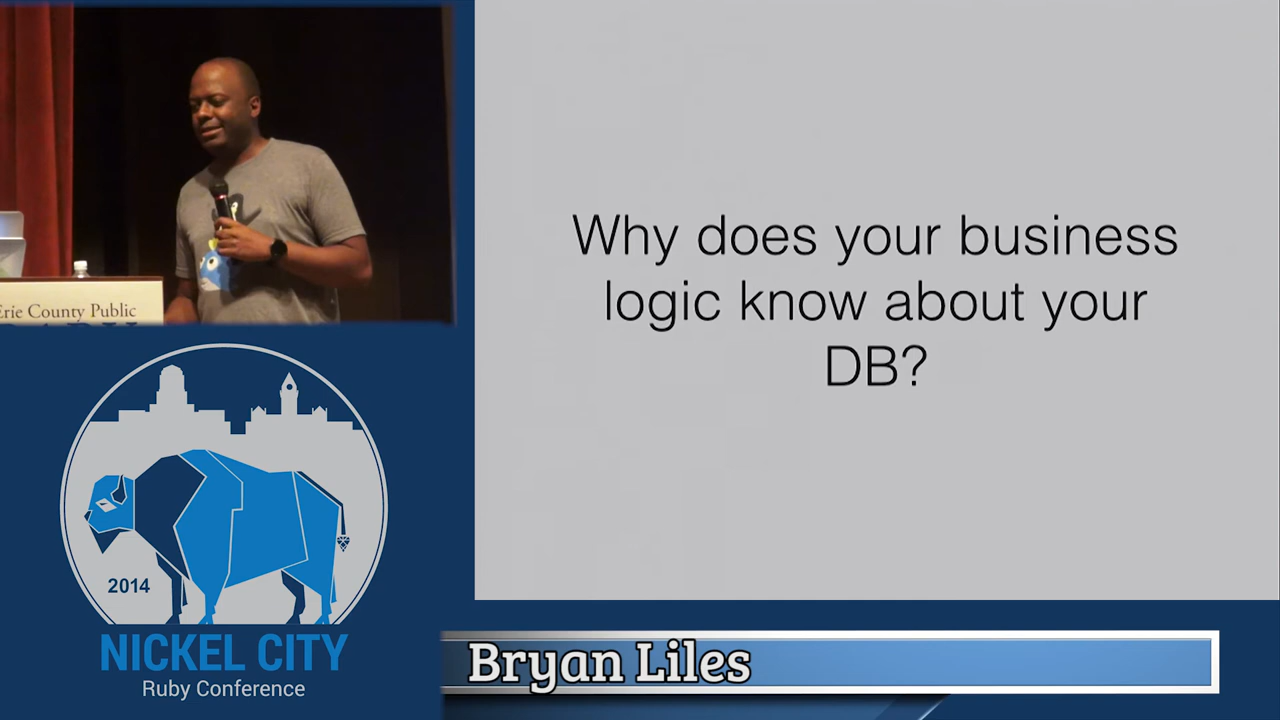 Erie County Public
Why does your business
logic know about your
DB?
2014
NICKEL CITY
Ruby Conference
Bryan Liles